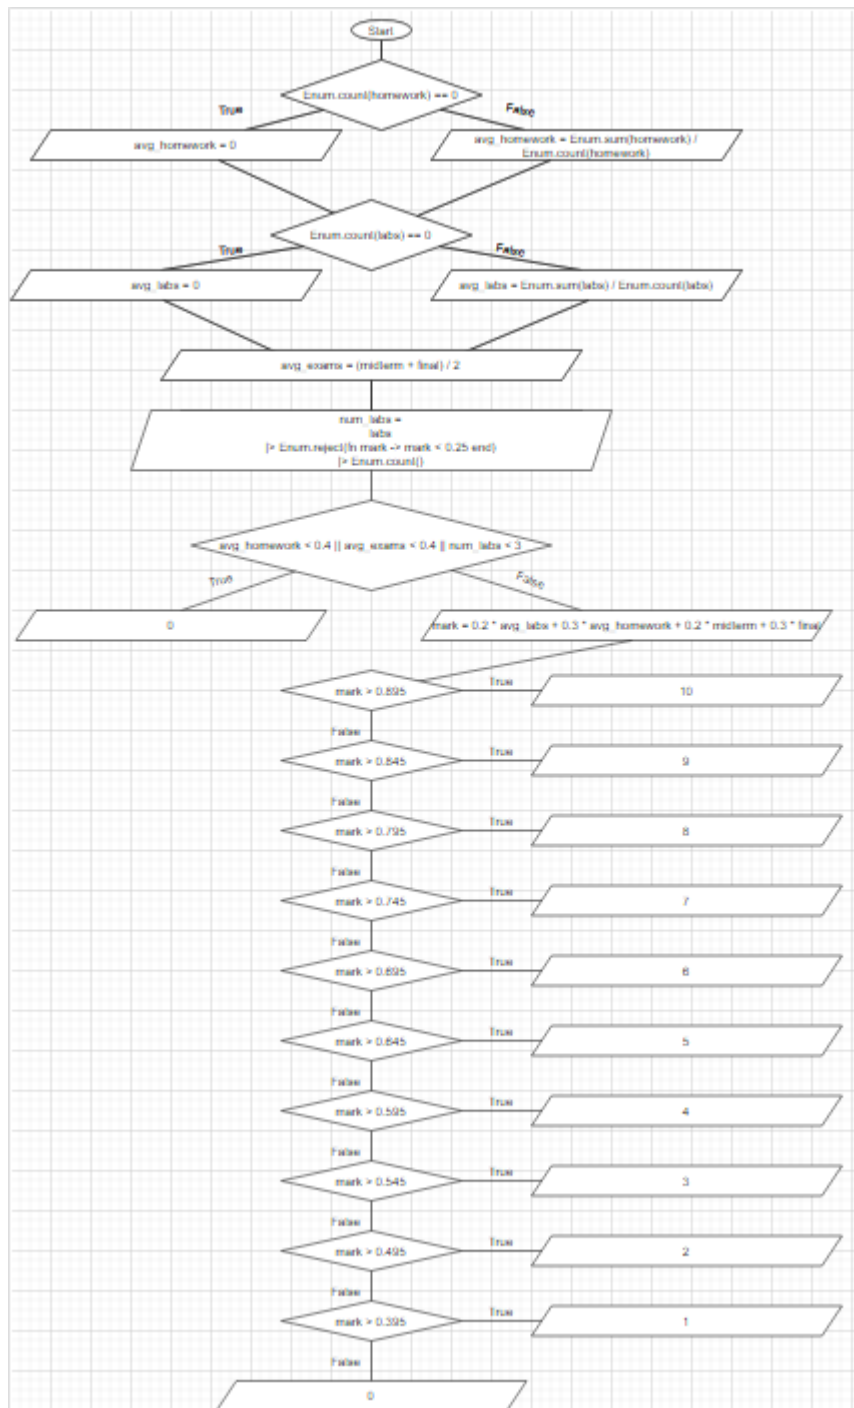 Start
Enum.count(homework) == 0
True
False
avg_homework = 0
avg_homework = Enum.sum(homework) /
Enum.count(homework)
Enum.count(labs) == 0
True
False
avg_labs = 0
avg_labs = Enum.sum(labs) / Enum.count(labs)
avg_exams = (midterm + final) / 2
num_labs =
labs
|> Enum.reject(fn mark -> mark < 0.25 end)
|> Enum.count()
avg_homework < 0.4 || avg_exams < 0.4 || num_labs < 3
True
False
0
mark = 0.2 * avg_labs + 0.3 * avg_homework + 0.2 * midterm + 0.3 * final
mark > 0.895
True
10
False
mark > 0.845
True
9
False
mark > 0.795
True
8
False
mark > 0.745
True
7
False
mark > 0.695
True
6
False
mark > 0.645
True
5
False
mark > 0.595
True
4
False
mark > 0.545
True
3
False
mark > 0.495
True
2
False
mark > 0.395
True
1
False
0